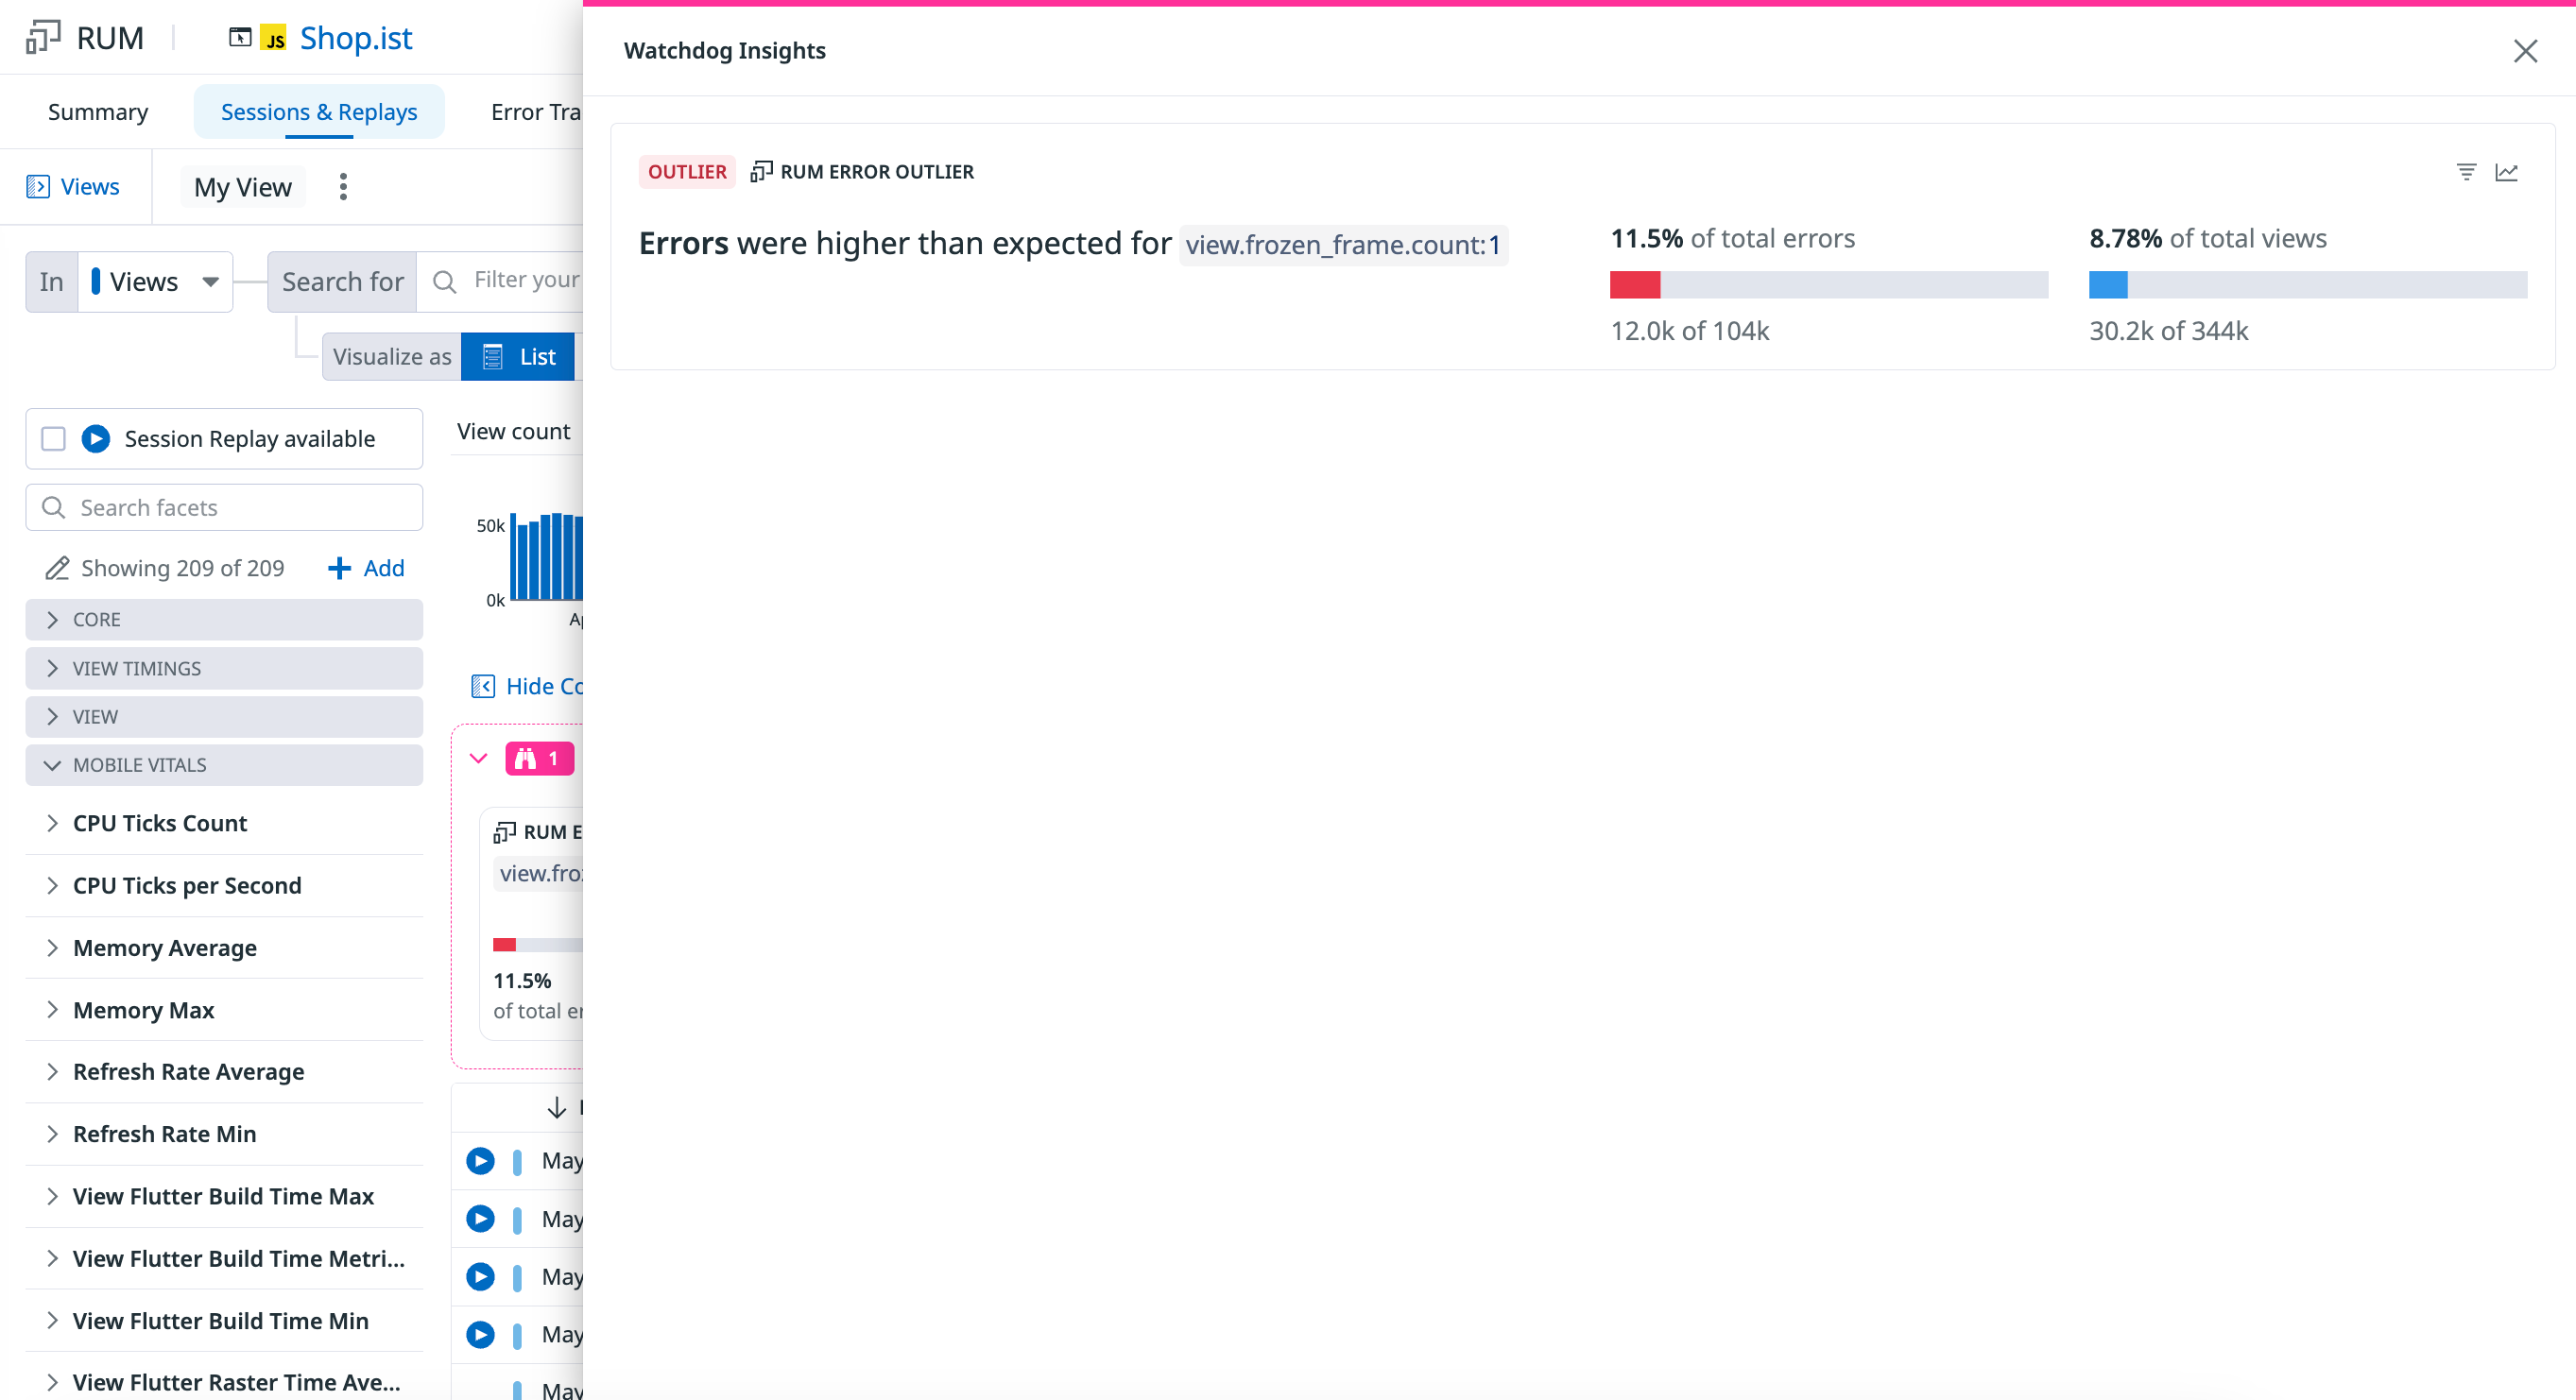 RUM
JS Shop.ist
Summary
Sessions & Replays
Error Tra
Views
My View
In
Views
Search for
Filter your
Visualize as
List
Session Replay available
Search facets
Showing 209 of 209
Add
CORE
VIEW TIMINGS
VIEW
MOBILE VITALS
CPU Ticks Count
CPU Ticks per Second
Memory Average
Memory Max
Refresh Rate Average
Refresh Rate Min
View Flutter Build Time Max
View Flutter Build Time Metri...
View Flutter Build Time Min
View Flutter Raster Time Ave...
View count
50k
0k
Hide Co
1
RUM E
view.fro
11.5%
of total er
May
May
May
May
May
Watchdog Insights
OUTLIER
RUM ERROR OUTLIER
Errors were higher than expected for view.frozen_frame.count:1
11.5% of total errors
12.0k of 104k
8.78% of total views
30.2k of 344k